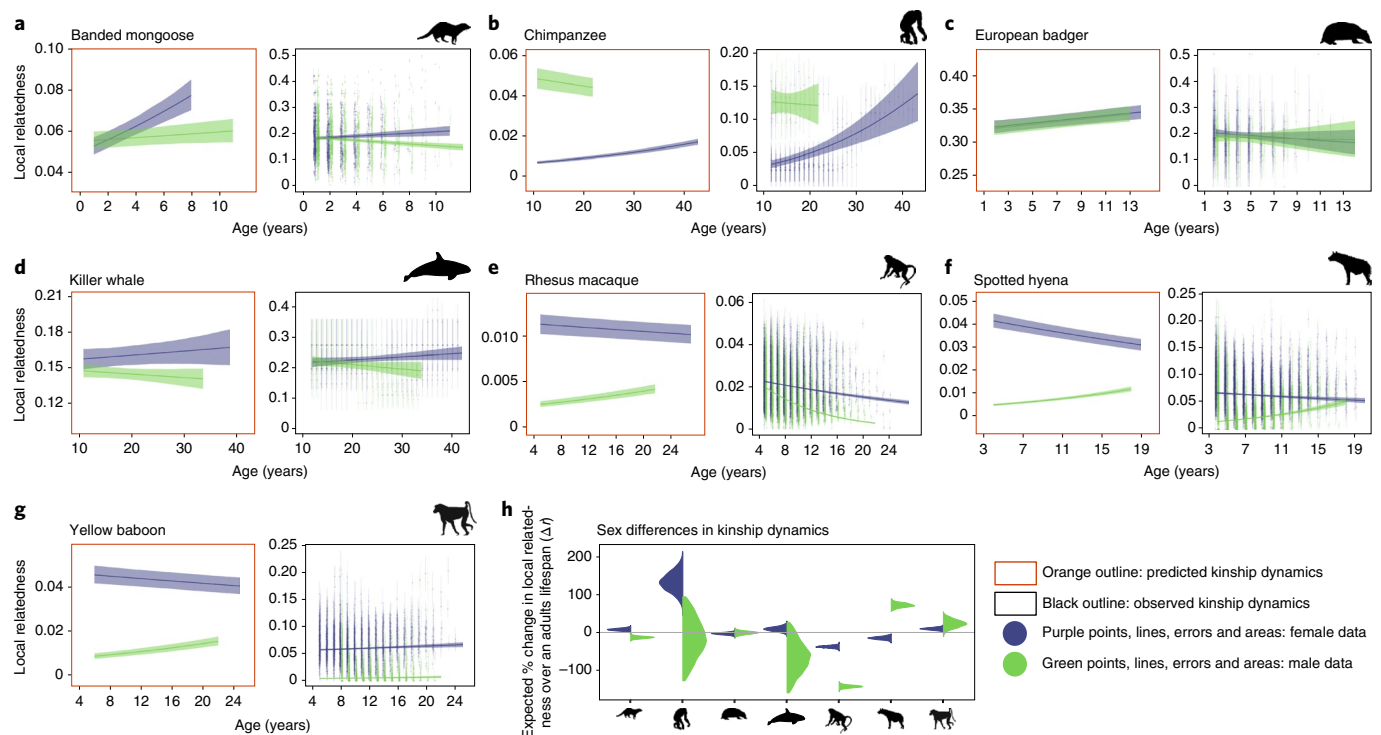 a
Banded mongoose
Local relatedness
0.10
0.08
0.06
0.04
0 2 4 6 8 10
0.5
0.4
0.3
0.2
0.1
0
0 2 4 6 8 10
Age (years)
b
Chimpanzee
0.06
0.04
0.02
0
10 20 30 40
0.20
0.15
0.10
0.05
0
10 20 30 40
Age (years)
c
European badger
0.40
0.35
0.30
0.25
1 3 5 7 9 11 13
0.5
0.4
0.3
0.2
0.1
0
1 3 5 7 9 11 13
Age (years)
d
Killer whale
Local relatedness
0.21
0.18
0.15
0.12
10 20 30 40
0.4
0.3
0.2
0.1
0
10 20 30 40
Age (years)
e
Rhesus macaque
0.010
0.005
0
4 8 12 16 20 24
0.06
0.04
0.02
0
4 8 12 16 20 24
Age (years)
f
Spotted hyena
0.05
0.04
0.03
0.02
0.01
0
3 7 11 15 19
0.25
0.20
0.15
0.10
0.05
0
3 7 11 15 19
Age (years)
g
Yellow baboon
Local relatedness
0.04
0.02
0
4 8 12 16 20 24
0.25
0.20
0.15
0.10
0.05
0
4 8 12 16 20 24
Age (years)
h
Sex differences in kinship dynamics
Expected % change in local related-
ness over an adults lifespan (Δr)
200
100
0
−100
Orange outline: predicted kinship dynamics
Black outline: observed kinship dynamics
Purple points, lines, errors and areas: female data
Green points, lines, errors and areas: male data